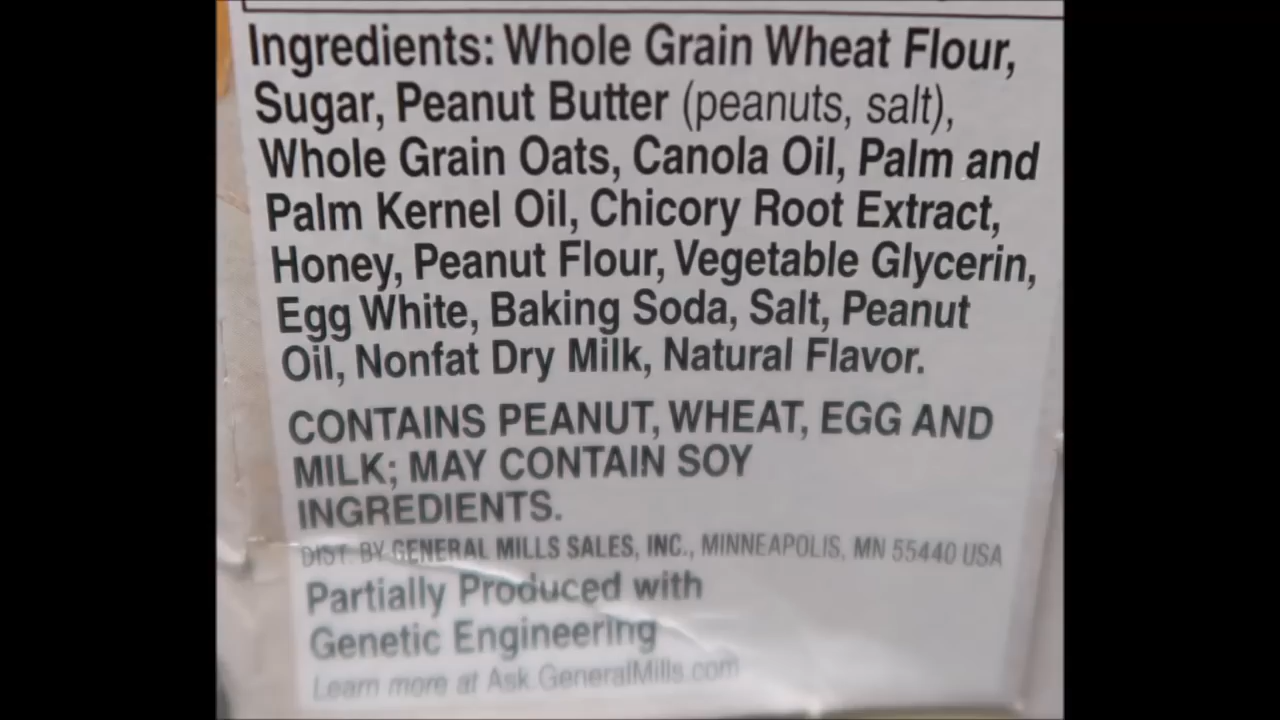 Ingredients: Whole Grain Wheat Flour,
Sugar, Peanut Butter (peanuts, salt),
Whole Grain Oats, Canola Oil, Palm and
Palm Kernel Oil, Chicory Root Extract,
Honey, Peanut Flour, Vegetable Glycerin,
Egg White, Baking Soda, Salt, Peanut
Oil, Nonfat Dry Milk, Natural Flavor.
CONTAINS PEANUT, WHEAT, EGG AND
MILK; MAY CONTAIN SOY
INGREDIENTS.
DIST. BY GENERAL MILLS SALES, INC., MINNEAPOLIS, MN 55440 USA
Partially Produced with
Genetic Engineering
Learn more at Ask.GeneralMills.com